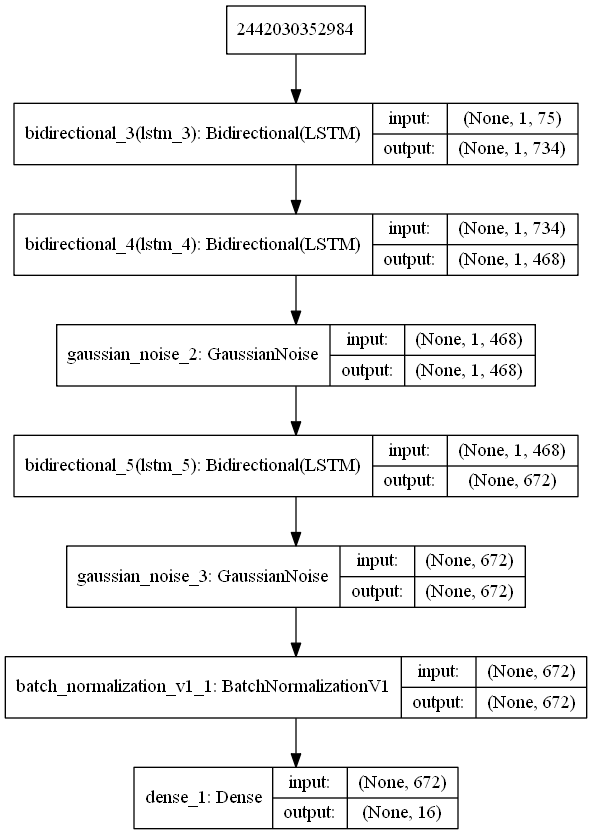 2442030352984
bidirectional_3(lstm_3): Bidirectional(LSTM)
input: (None, 1, 75)
output: (None, 1, 734)
bidirectional_4(lstm_4): Bidirectional(LSTM)
input: (None, 1, 734)
output: (None, 1, 468)
gaussian_noise_2: GaussianNoise
input: (None, 1, 468)
output: (None, 1, 468)
bidirectional_5(lstm_5): Bidirectional(LSTM)
input: (None, 1, 468)
output: (None, 672)
gaussian_noise_3: GaussianNoise
input: (None, 672)
output: (None, 672)
batch_normalization_v1_1: BatchNormalizationV1
input: (None, 672)
output: (None, 672)
dense_1: Dense
input: (None, 672)
output: (None, 16)